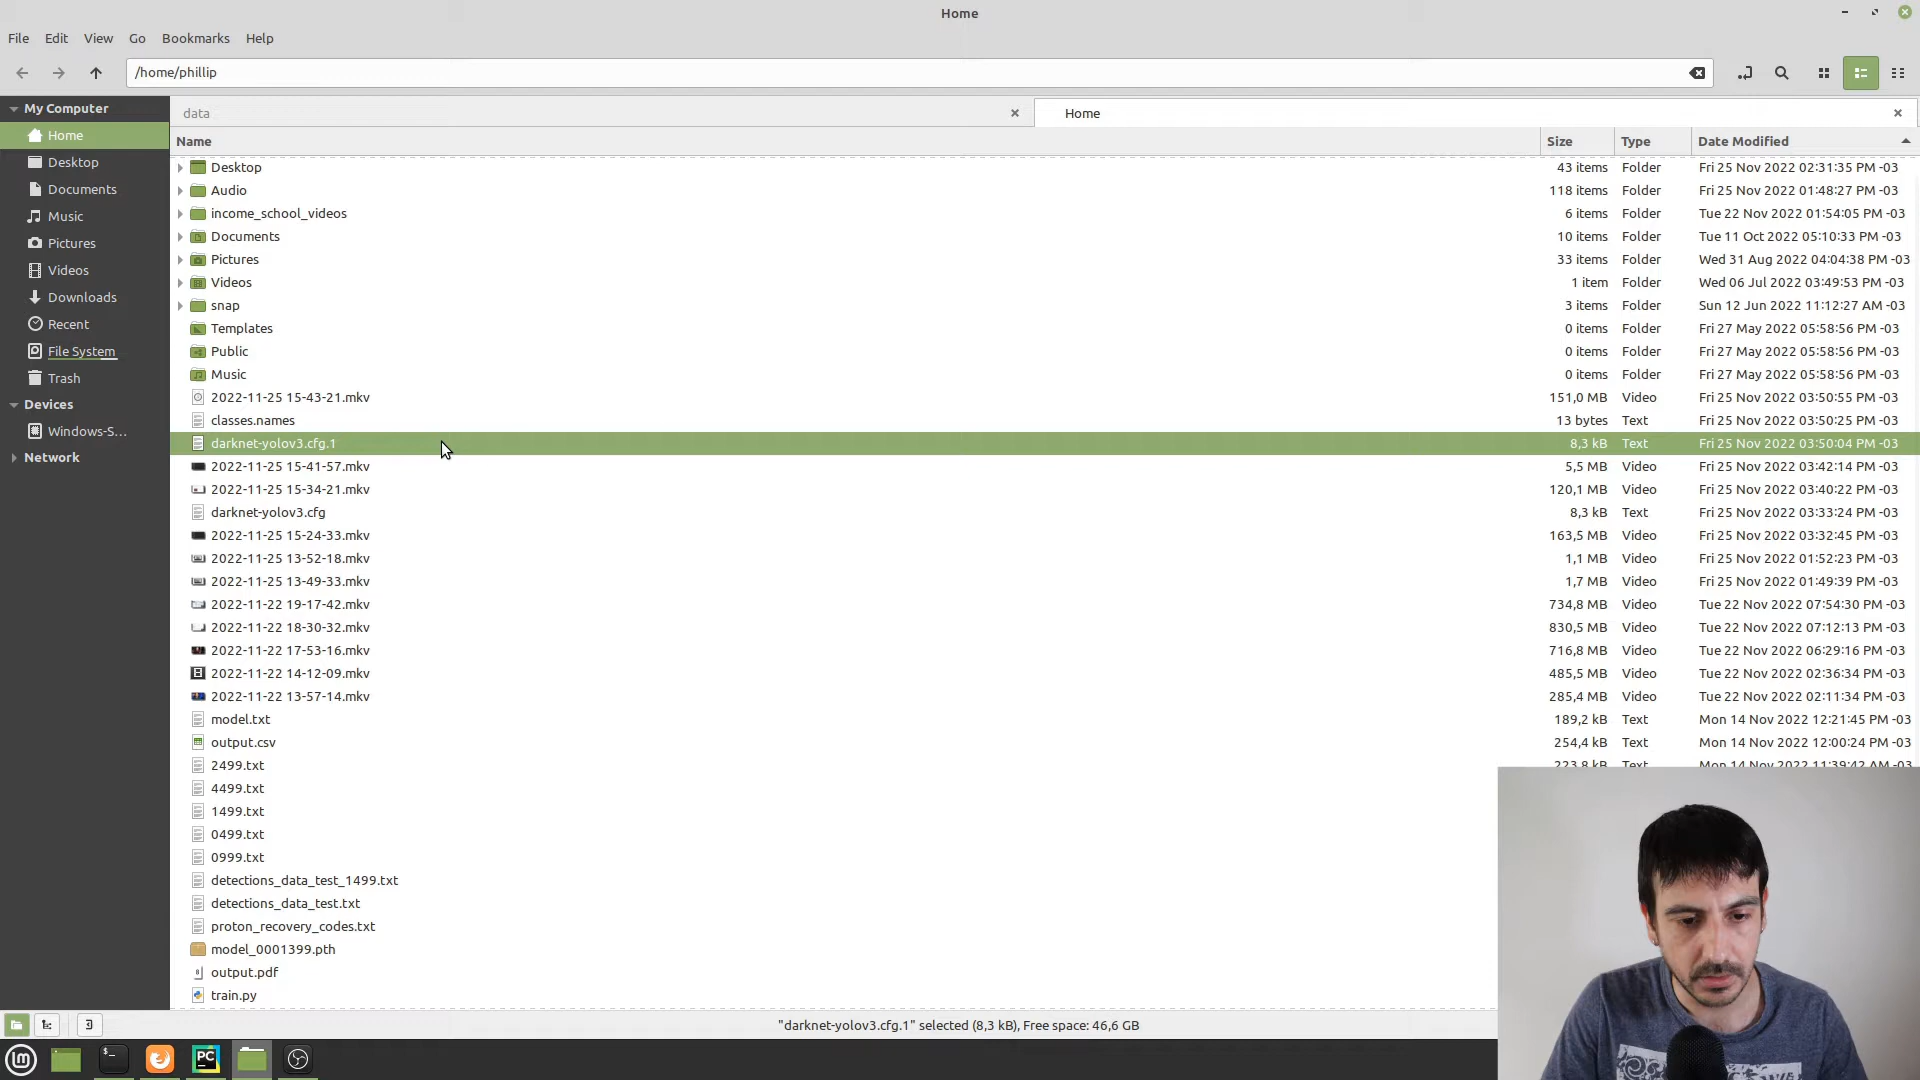 Home
File Edit View Go Bookmarks Help
/home/phillip
My Computer
Home
Desktop
Documents
Music
Pictures
Videos
Downloads
Recent
File System
Trash
Devices
Windows-S...
Network
data Home
Name Size Type Date Modified
Desktop 43 items Folder Fri 25 Nov 2022 02:31:35 PM -03
Audio 118 items Folder Fri 25 Nov 2022 01:48:27 PM -03
income_school_videos 6 items Folder Tue 22 Nov 2022 01:54:05 PM -03
Documents 10 items Folder Tue 11 Oct 2022 05:10:33 PM -03
Pictures 33 items Folder Wed 31 Aug 2022 04:04:38 PM -03
Videos 1 item Folder Wed 06 Jul 2022 03:49:53 PM -03
snap 3 items Folder Sun 12 Jun 2022 11:12:27 AM -03
Templates 0 items Folder Fri 27 May 2022 05:58:56 PM -03
Public 0 items Folder Fri 27 May 2022 05:58:56 PM -03
Music 0 items Folder Fri 27 May 2022 05:58:56 PM -03
2022-11-25 15-43-21.mkv 151,0 MB Video Fri 25 Nov 2022 03:50:55 PM -03
classes.names 13 bytes Text Fri 25 Nov 2022 03:50:25 PM -03
darknet-yolov3.cfg.1 8,3 kB Text Fri 25 Nov 2022 03:50:04 PM -03
2022-11-25 15-41-57.mkv 5,5 MB Video Fri 25 Nov 2022 03:42:14 PM -03
2022-11-25 15-34-21.mkv 120,1 MB Video Fri 25 Nov 2022 03:40:22 PM -03
darknet-yolov3.cfg 8,3 kB Text Fri 25 Nov 2022 03:33:24 PM -03
2022-11-25 15-24-33.mkv 163,5 MB Video Fri 25 Nov 2022 03:32:45 PM -03
2022-11-25 13-52-18.mkv 1,1 MB Video Fri 25 Nov 2022 01:52:23 PM -03
2022-11-25 13-49-33.mkv 1,7 MB Video Fri 25 Nov 2022 01:49:39 PM -03
2022-11-22 19-17-42.mkv 734,8 MB Video Tue 22 Nov 2022 07:54:30 PM -03
2022-11-22 18-30-32.mkv 830,5 MB Video Tue 22 Nov 2022 07:12:13 PM -03
2022-11-22 17-53-16.mkv 716,8 MB Video Tue 22 Nov 2022 06:29:16 PM -03
2022-11-22 14-12-09.mkv 485,5 MB Video Tue 22 Nov 2022 02:36:34 PM -03
2022-11-22 13-57-14.mkv 285,4 MB Video Tue 22 Nov 2022 02:11:34 PM -03
model.txt 189,2 kB Text Mon 14 Nov 2022 12:21:45 PM -03
output.csv 254,4 kB Text Mon 14 Nov 2022 12:00:24 PM -03
2499.txt 223,8 kB Text Mon 14 Nov 2022 11:39:42 AM -03
4499.txt
1499.txt
0499.txt
0999.txt
detections_data_test_1499.txt
detections_data_test.txt
proton_recovery_codes.txt
model_0001399.pth
output.pdf
train.py
"darknet-yolov3.cfg.1" selected (8,3 kB), Free space: 46,6 GB
PC